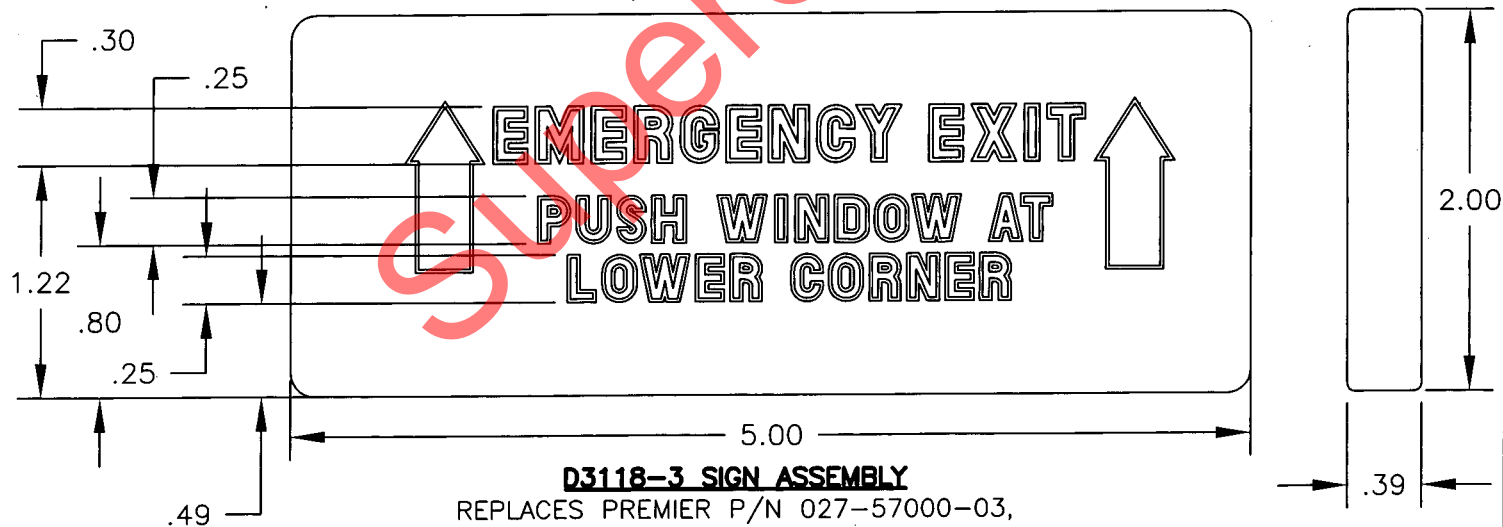 .30
.25
EMERGENCY EXIT
PUSH WINDOW AT
LOWER CORNER
2.00
1.22
.80
.25
5.00
.39
.49
D3118-3 SIGN ASSEMBLY
REPLACES PREMIER P/N 027-57000-03,
Super